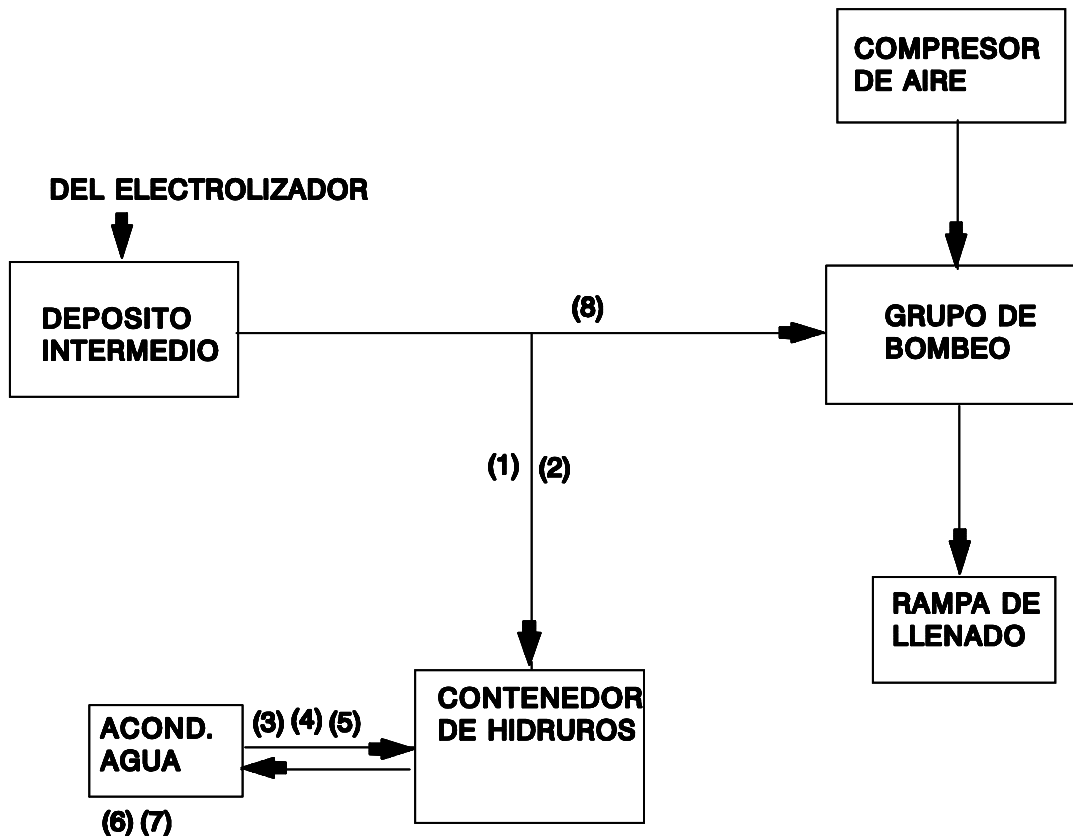 COMPRESOR
DE AIRE
DEL ELECTROLIZADOR
DEPOSITO
INTERMEDIO
(8)
GRUPO DE
BOMBEO
(1) (2)
RAMPA DE
LLENADO
CONTENEDOR
DE HIDRUROS
ACOND.
AGUA
(3) (4) (5)
(6) (7)